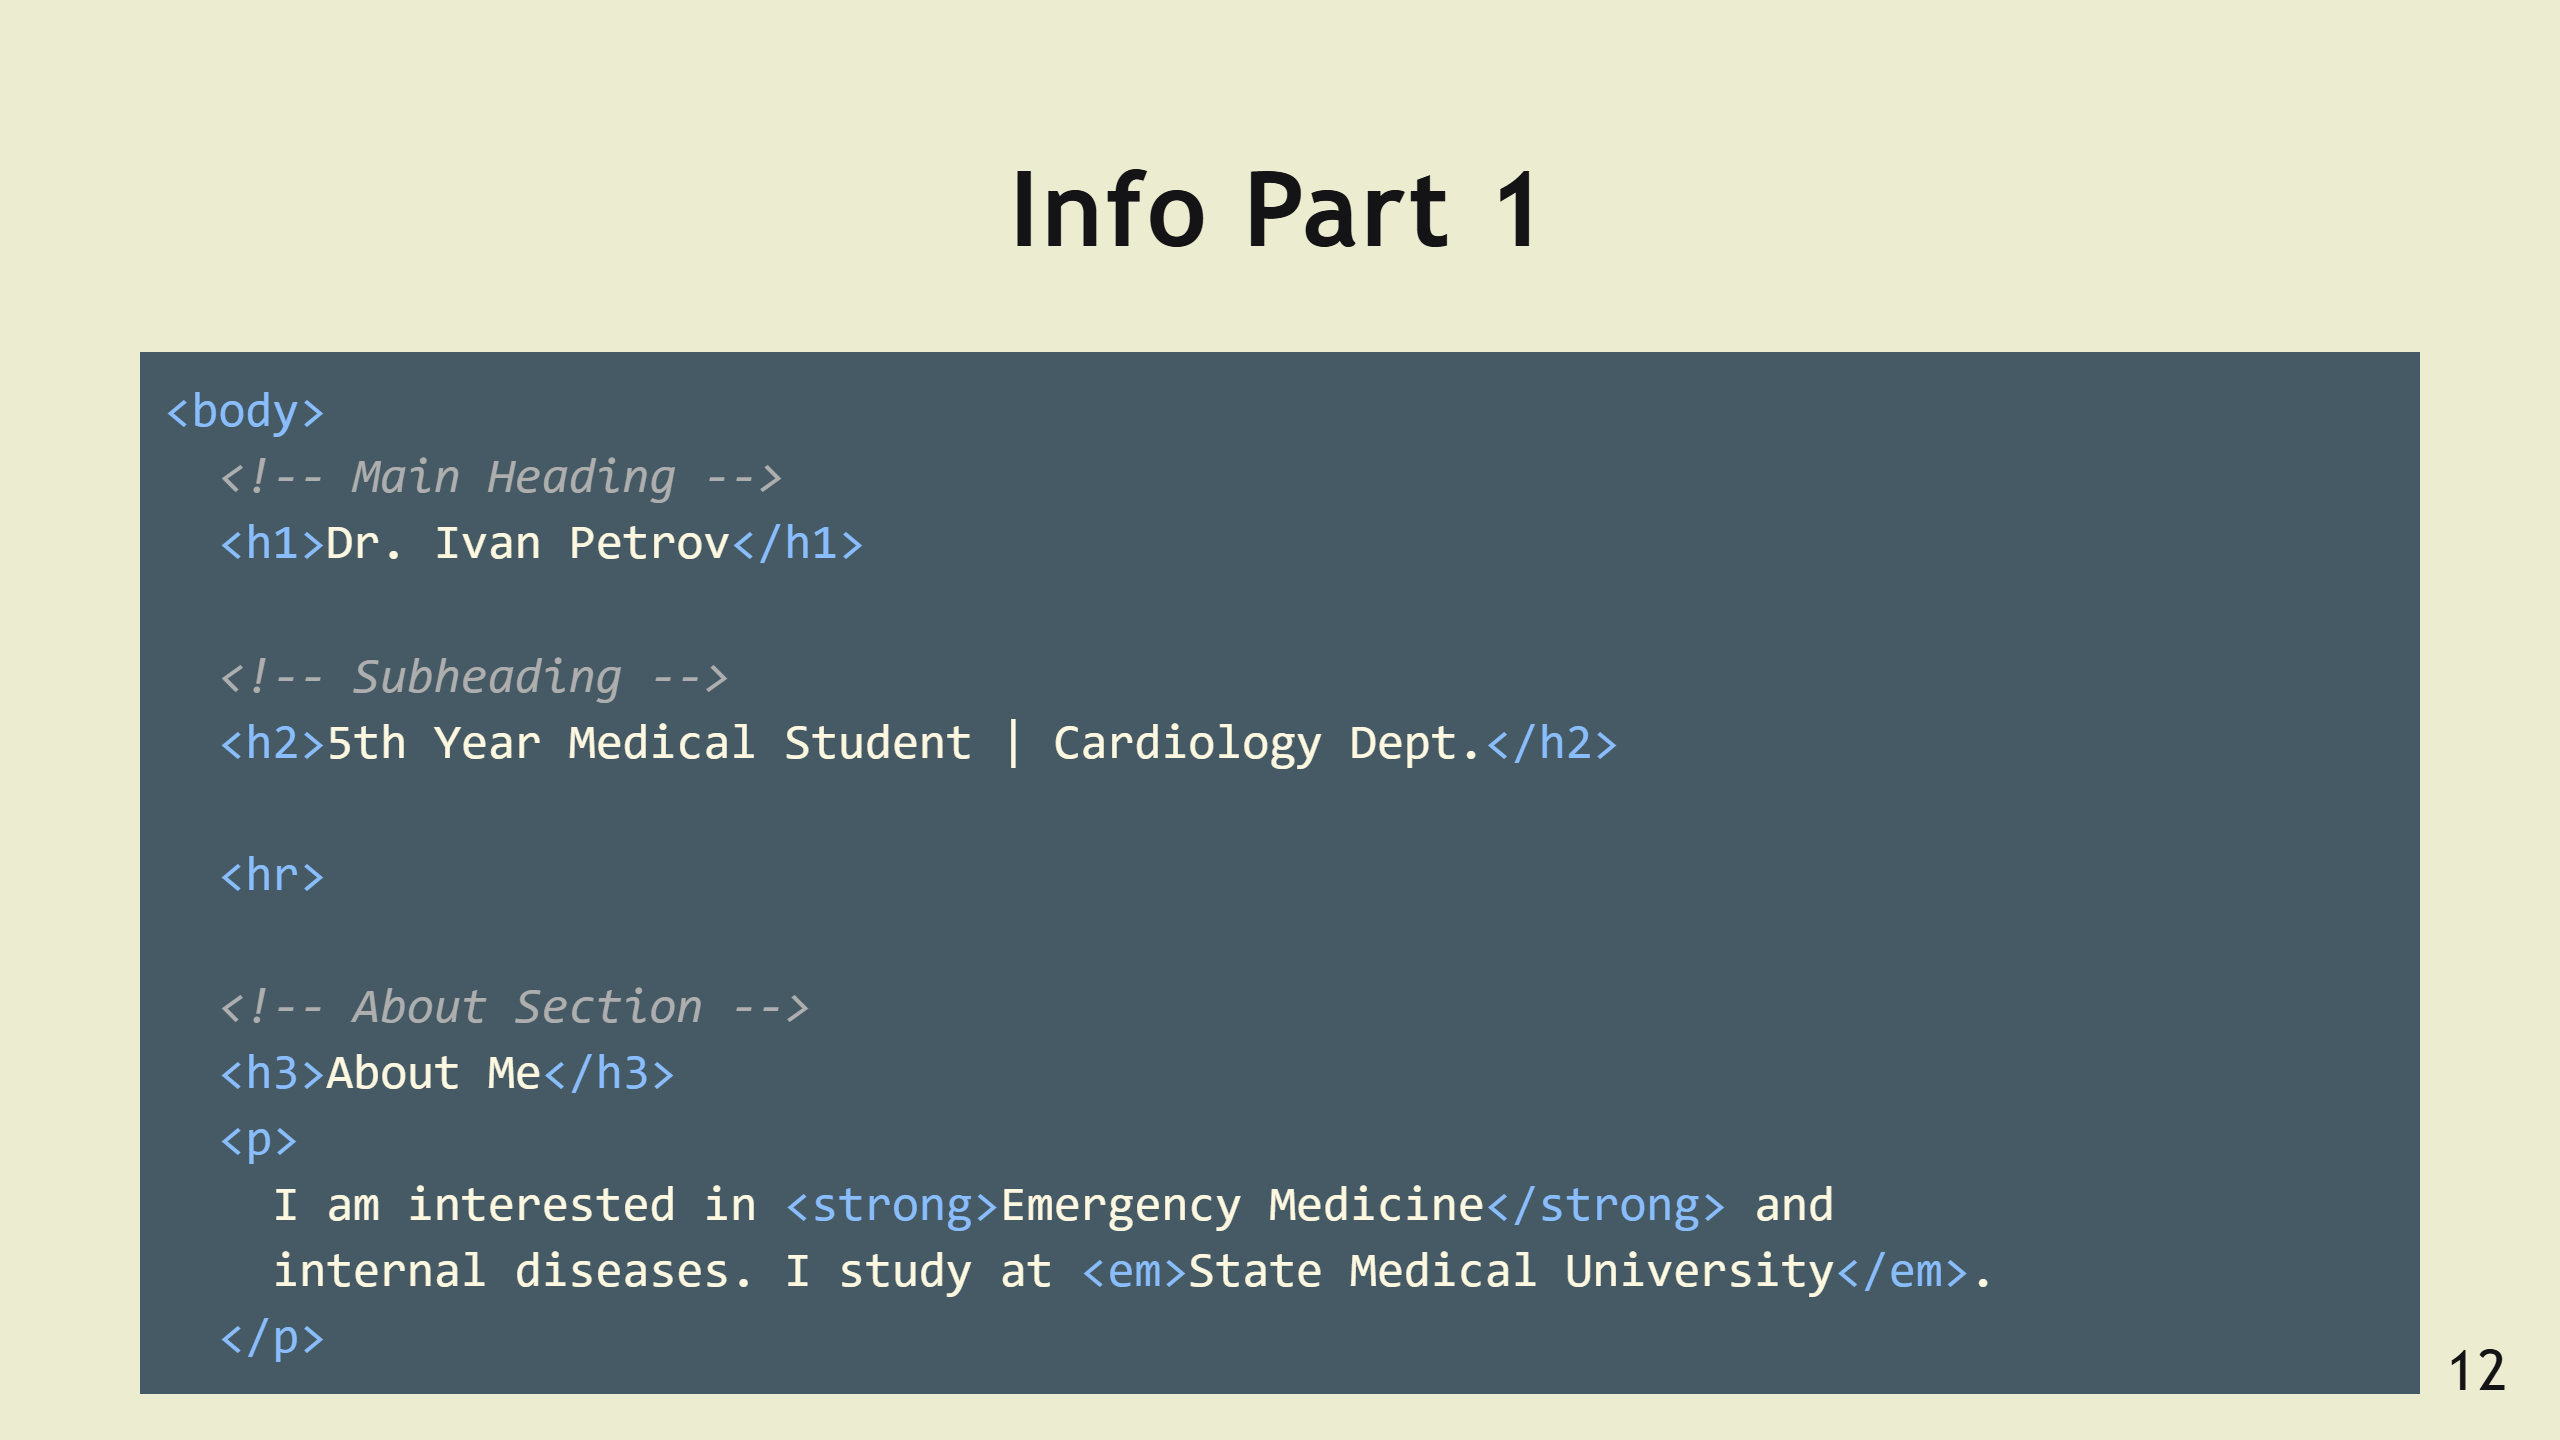 Info Part 1
<body>
<!-- Main Heading -->
<h1>Dr. Ivan Petrov</h1>
<!-- Subheading -->
<h2>5th Year Medical Student | Cardiology Dept.</h2>
<hr>
<!-- About Section -->
<h3>About Me</h3>
<p>
I am interested in <strong>Emergency Medicine</strong> and
internal diseases. I study at <em>State Medical University</em>.
</p>
12